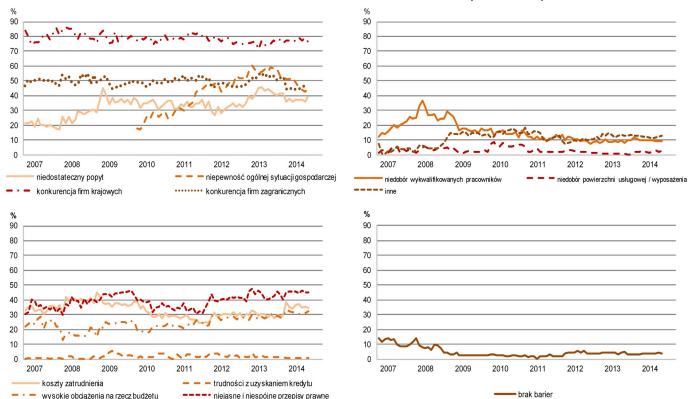 %
90
80
70
60
50
40
30
20
10
0
2007 2008 2009 2010 2011 2012 2013 2014
niedostateczny popyt
niepewność ogólnej sytuacji gospodarczej
konkurencja firm krajowych
konkurencja firm zagranicznych
%
90
80
70
60
50
40
30
20
10
0
2007 2008 2009 2010 2011 2012 2013 2014
niedobór wykwalifikowanych pracowników
niedobór powierzchni usługowej / wyposażenia
inne
%
90
80
70
60
50
40
30
20
10
0
2007 2008 2009 2010 2011 2012 2013 2014
koszty zatrudnienia
trudności z uzyskaniem kredytu
wysokie obciążenia na rzecz budżetu
niejasne i niespójne przepisy prawne
%
90
80
70
60
50
40
30
20
10
0
2007 2008 2009 2010 2011 2012 2013 2014
brak barier